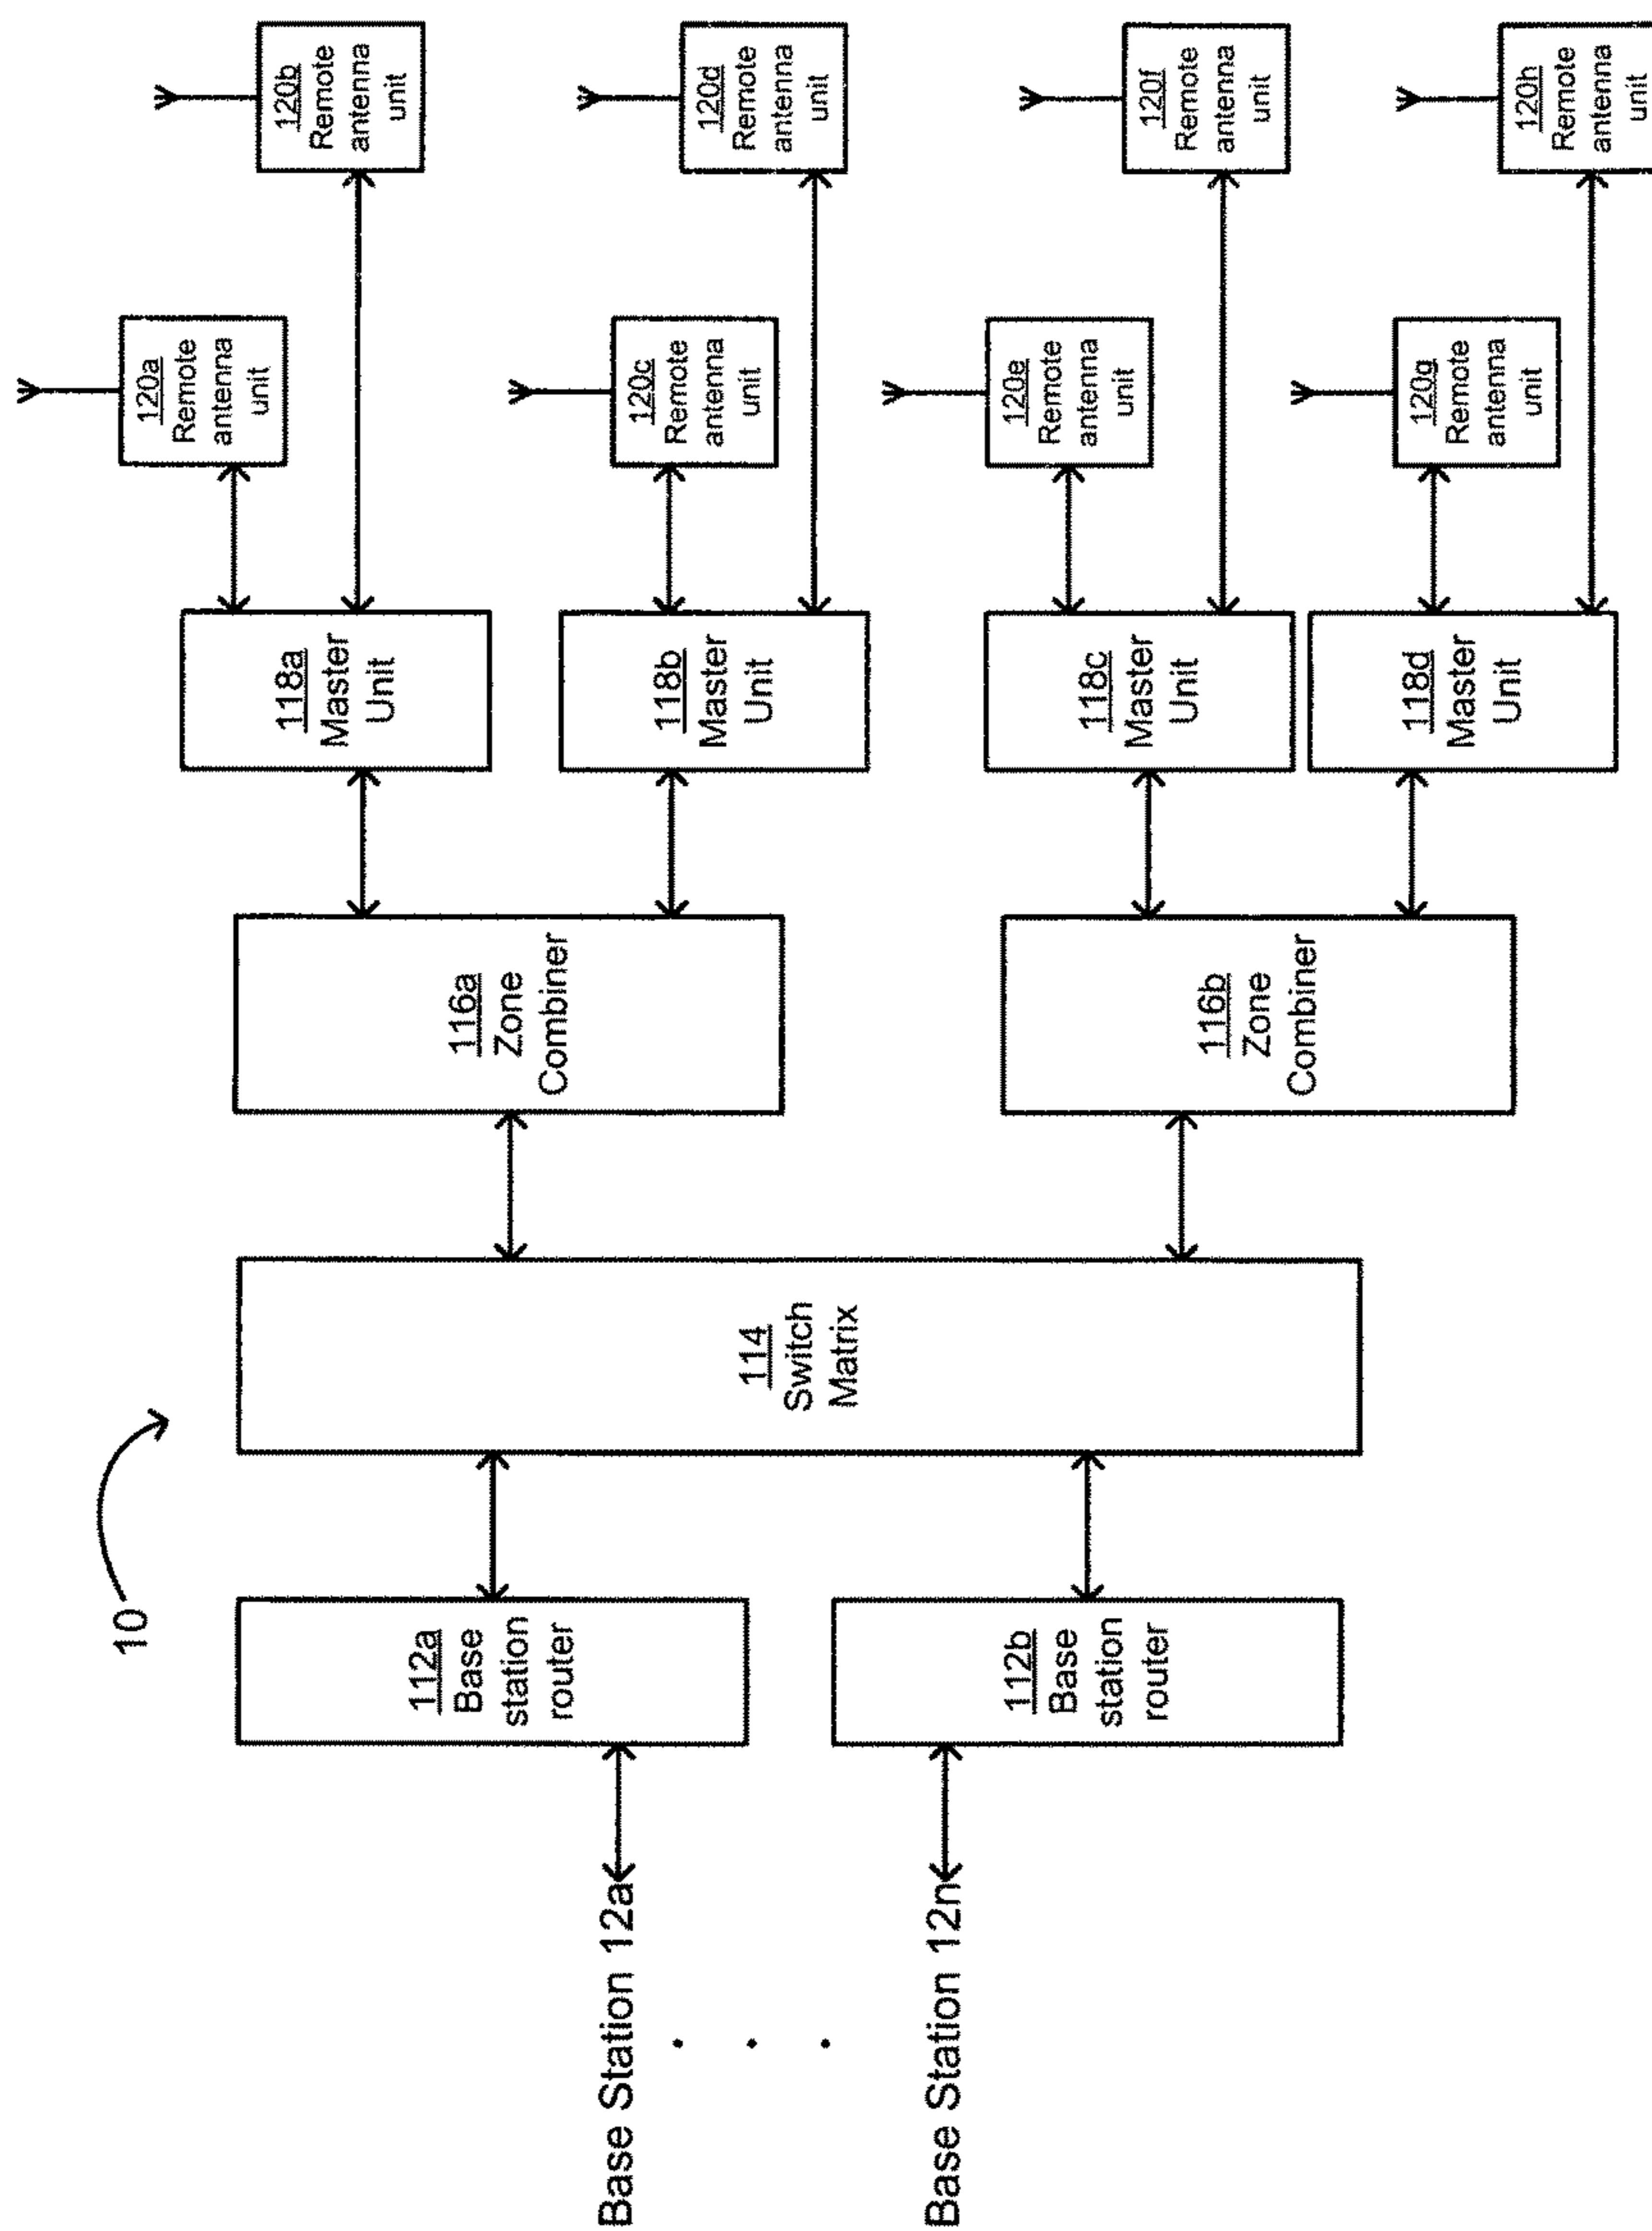 10
Base Station 12a
Base Station 12n
112a
Base
station
router
112b
Base
station
router
114
Switch
Matrix
116a
Zone
Combiner
116b
Zone
Combiner
118a
Master
Unit
118b
Master
Unit
118c
Master
Unit
118d
Master
Unit
120a
Remote
antenna
unit
120b
Remote
antenna
unit
120c
Remote
antenna
unit
120d
Remote
antenna
unit
120e
Remote
antenna
unit
120f
Remote
antenna
unit
120g
Remote
antenna
unit
120h
Remote
antenna
unit